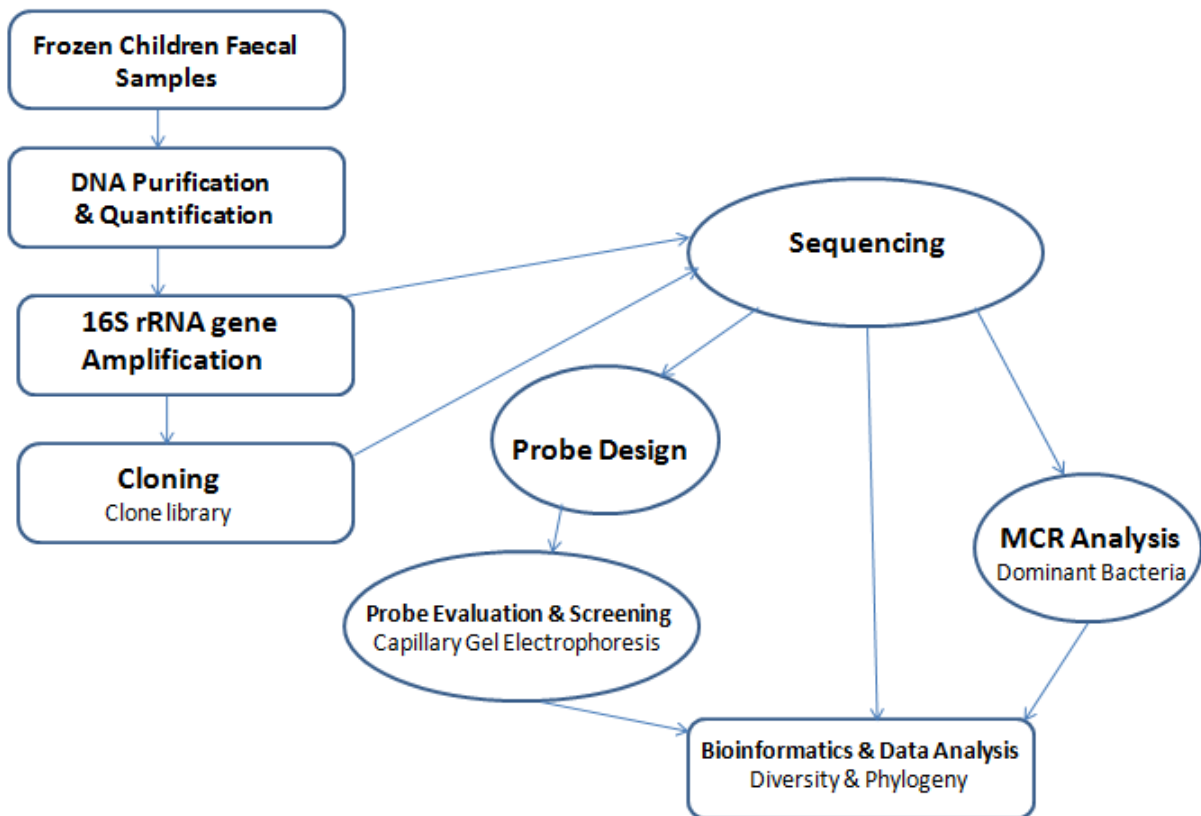 Frozen Children Faecal
Samples
DNA Purification
& Quantification
16S rRNA gene
Amplification
Cloning
Clone library
Sequencing
Probe Design
Probe Evaluation & Screening
Capillary Gel Electrophoresis
MCR Analysis
Dominant Bacteria
Bioinformatics & Data Analysis
Diversity & Phylogeny